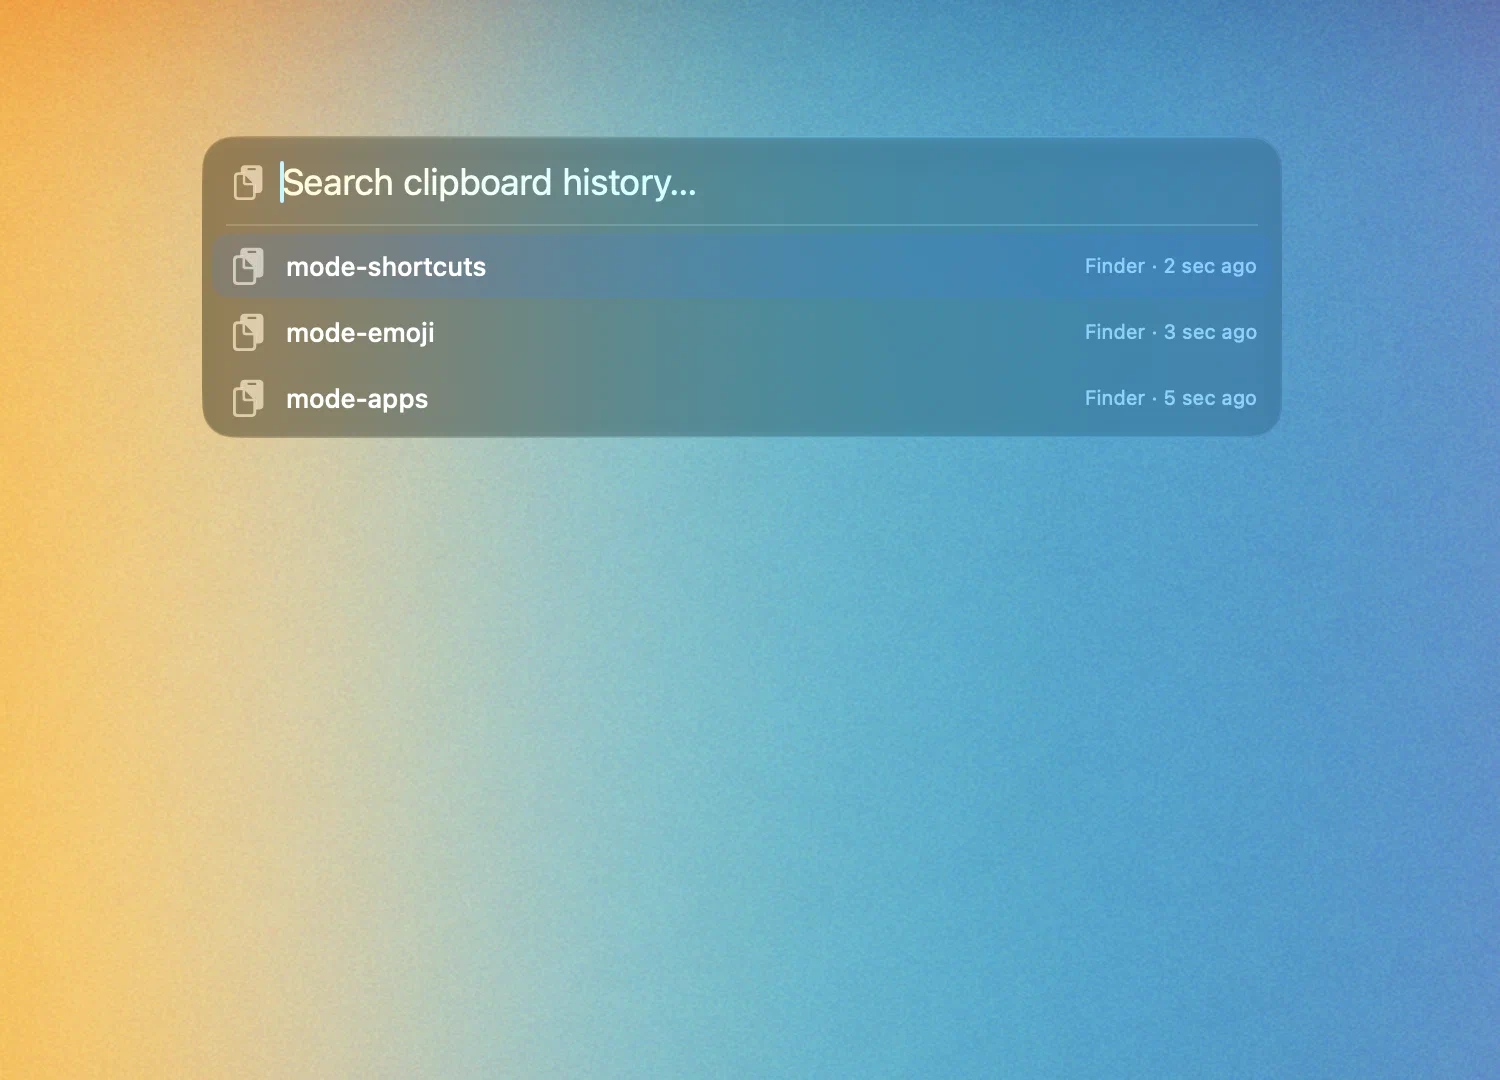 Search clipboard history...
mode-shortcuts Finder · 2 sec ago
mode-emoji Finder · 3 sec ago
mode-apps Finder · 5 sec ago